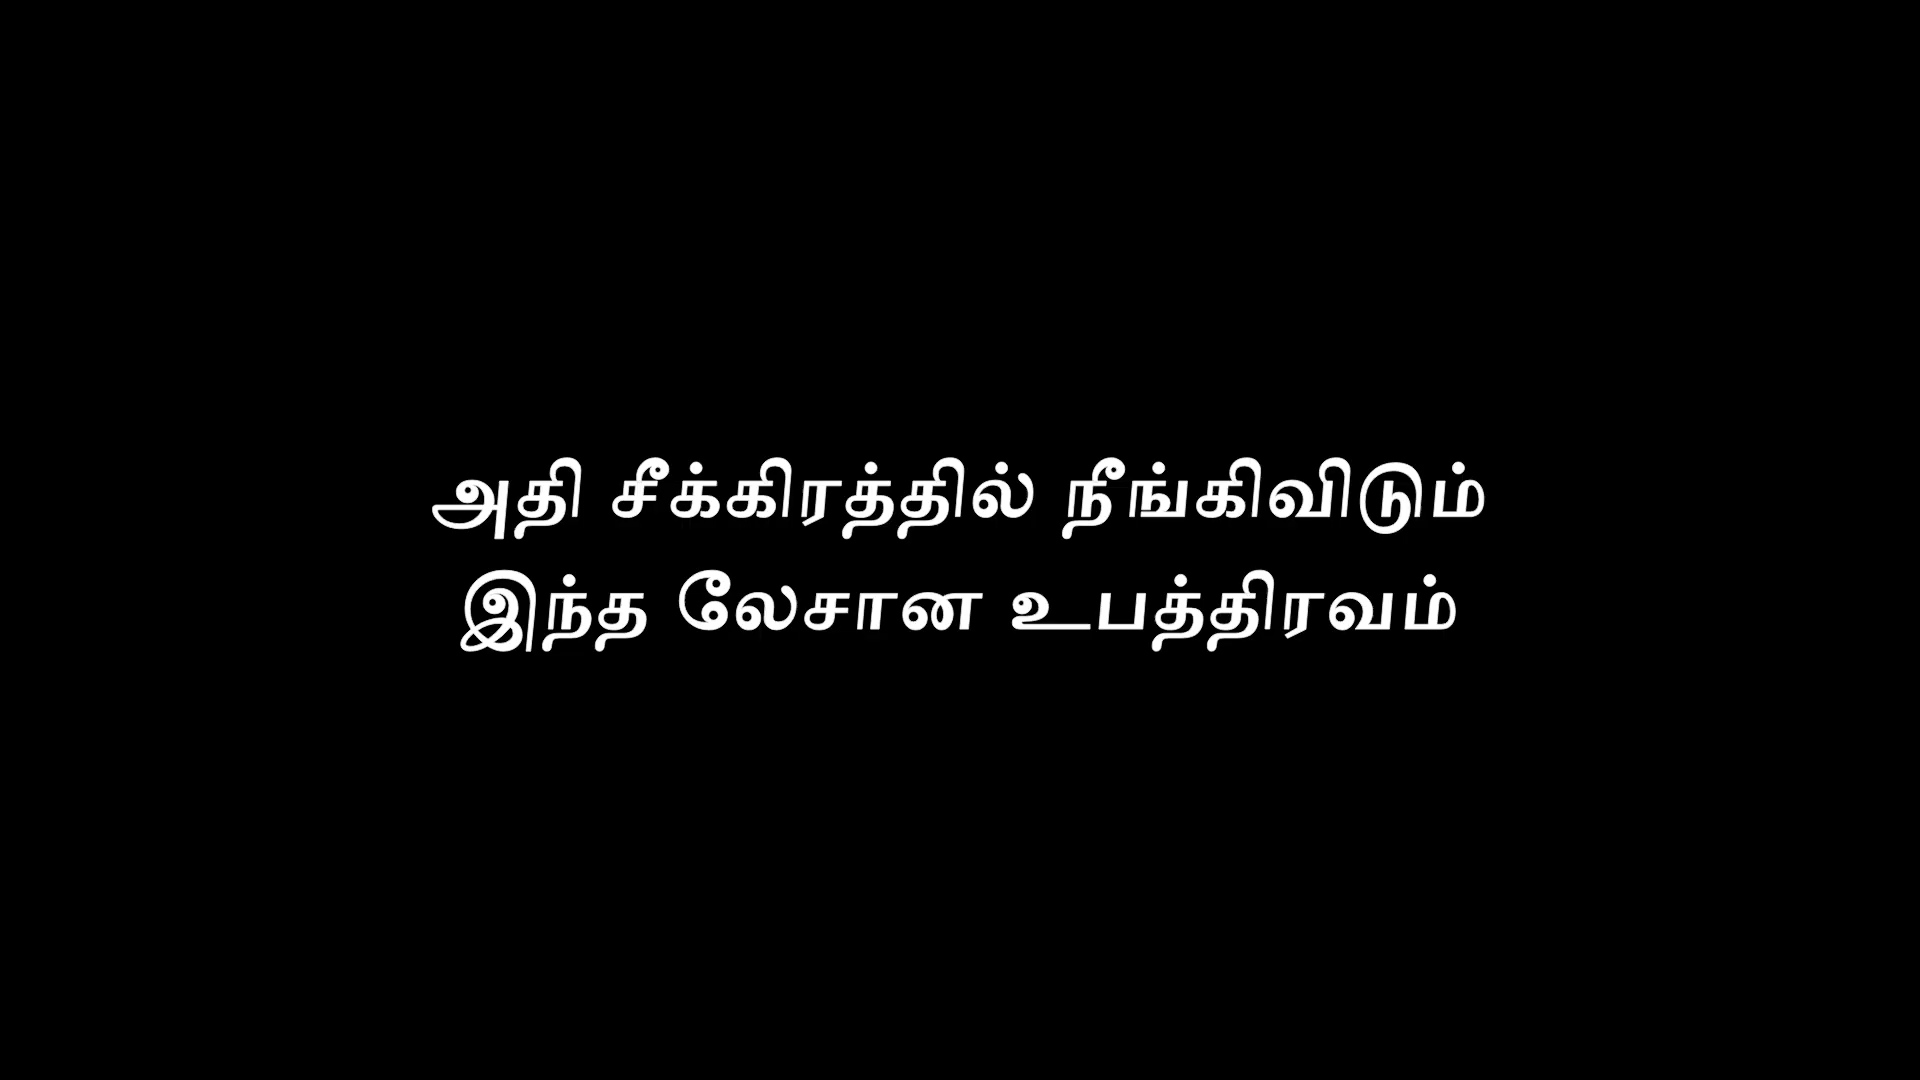 அதி சீக்கிரத்தில் நீங்கிவிடும்
இந்த லேசான உபத்திரவம்